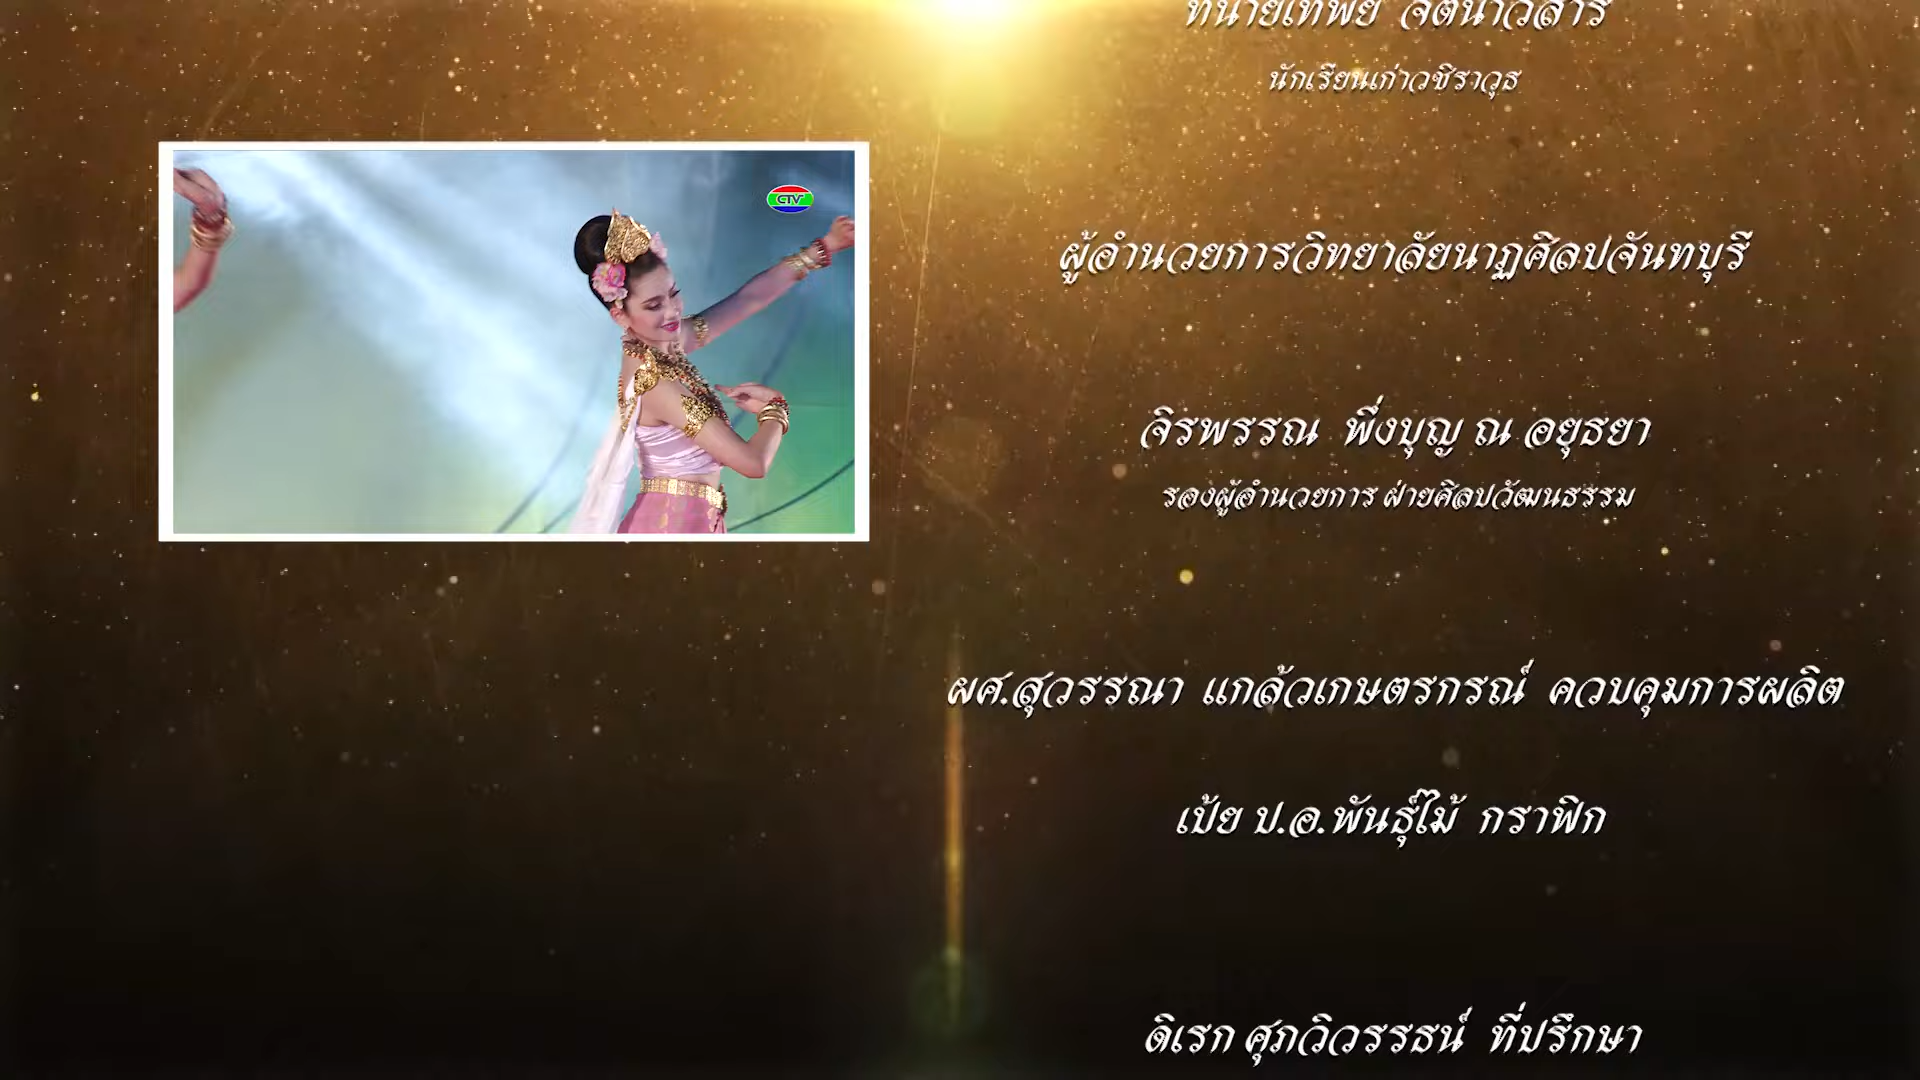 นักเรียนเก่าวชิราวุธ
CTV
ผู้อำนวยการวิทยาลัยนาฏศิลปจันทบุรี
จิรพรรณ พึ่งบุญ ณ อยุธยา
รองผู้อำนวยการ ฝ่ายศิลปวัฒนธรรม
ผศ.สุวรรณา แกล้วเกษตรกรณ์ ควบคุมการผลิต
เป้ย ป.อ.พันธุ์ไม้ กราฟิก
ดิเรก ศุภวิวรรธน์ ที่ปรึกษา